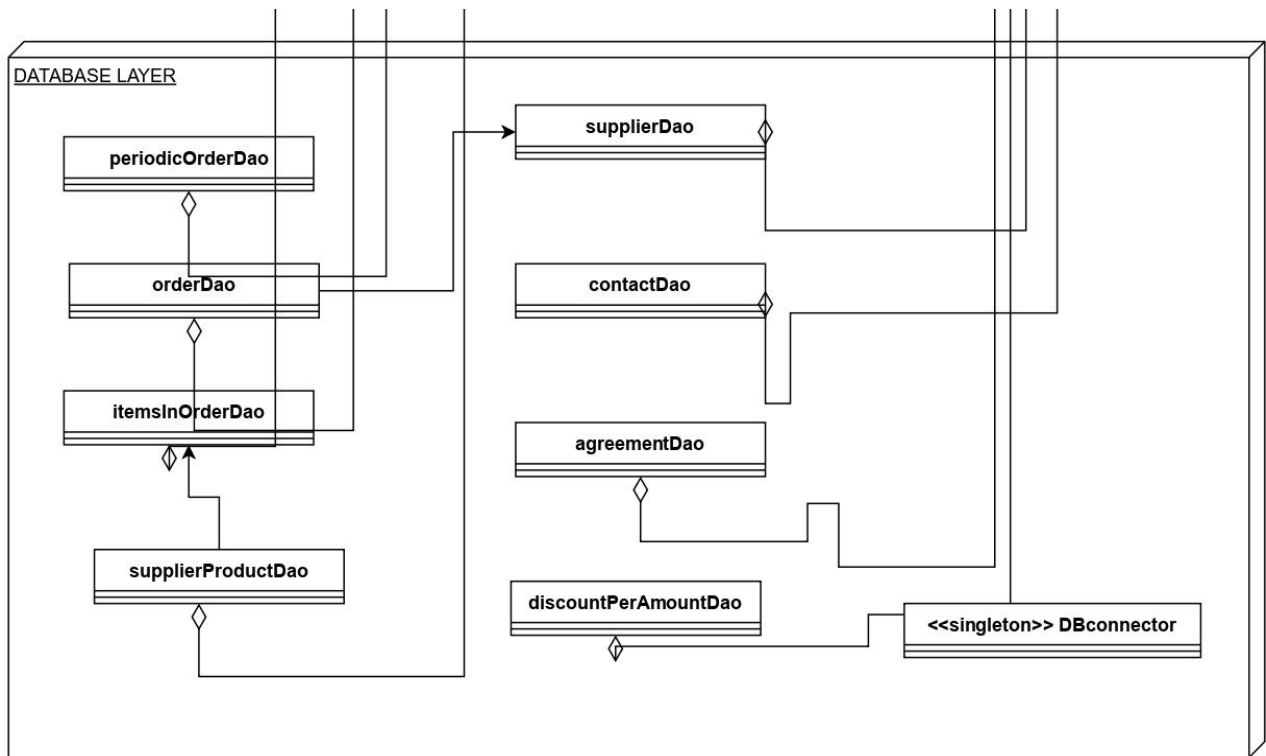 DATABASE LAYER
periodicOrderDao
supplierDao
orderDao
contactDao
itemsInOrderDao
agreementDao
supplierProductDao
discountPerAmountDao
<<singleton>> DBconnector